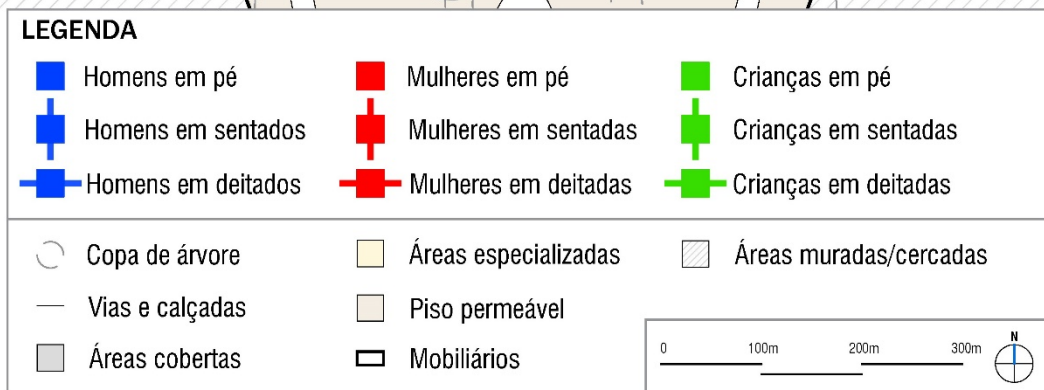 LEGENDA
Homens em pé Mulheres em pé Crianças em pé
Homens em sentados Mulheres em sentadas Crianças em sentadas
Homens em deitados Mulheres em deitadas Crianças em deitadas
Copa de árvore Áreas especializadas Áreas muradas/cercadas
Vias e calçadas Piso permeável
Áreas cobertas Mobiliários
0 100m 200m 300m N